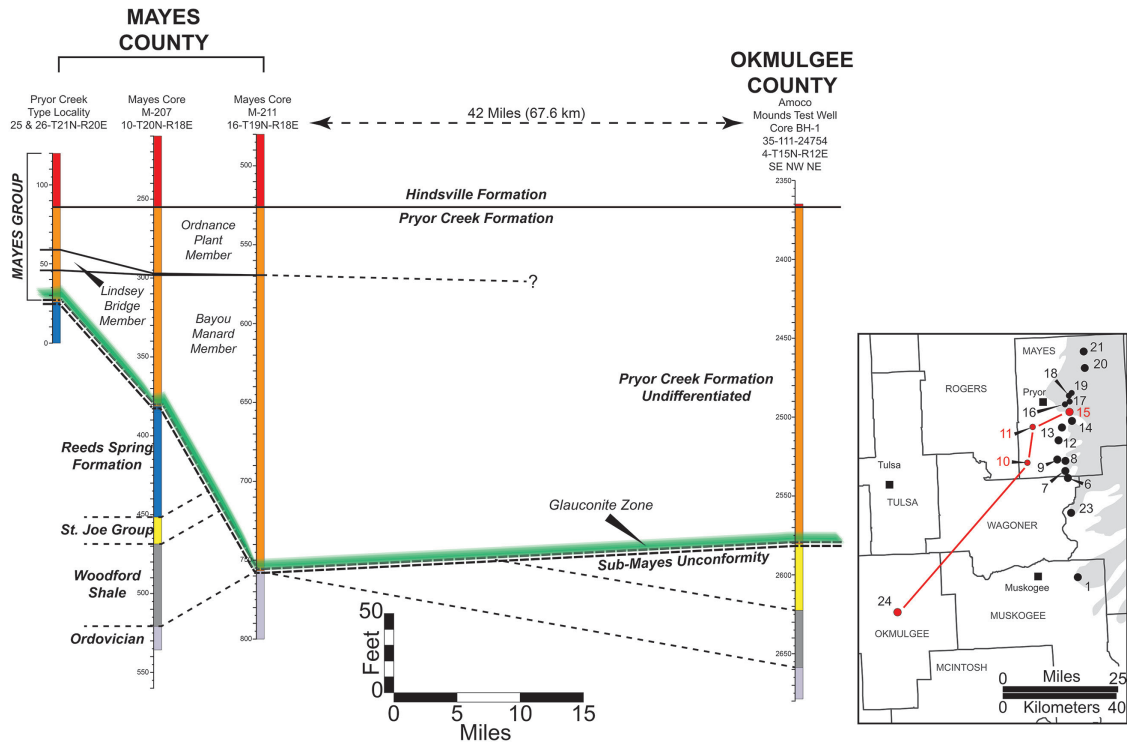 MAYES
COUNTY
OKMULGEE
COUNTY
Pryor Creek
Type Locality
25 & 26-T21N-R20E
Mayes Core
M-207
10-T20N-R18E
Mayes Core
M-211
16-T19N-R18E
42 Miles (67.6 km)
Amoco
Mounds Test Well
Core BH-1
35-111-24754
4-T15N-R12E
SE NW NE
MAYES GROUP
100
50
0
250
300
350
400
450
500
550
500
550
600
650
700
750
800
2350
2400
2450
2500
2550
2600
2650
Hindsville Formation
Pryor Creek Formation
Ordnance
Plant
Member
?
Lindsey
Bridge
Member
Bayou
Manard
Member
Pryor Creek Formation
Undifferentiated
Reeds Spring
Formation
St. Joe Group
Woodford
Shale
Ordovician
Glauconite Zone
Sub-Mayes Unconformity
50
Feet
0
0 5 10 15
Miles
MAYES
21
20
18
19
ROGERS
Pryor
17
16
15
11
13
14
12
10
9
8
7
6
Tulsa
TULSA
23
WAGONER
Muskogee
1
24
MUSKOGEE
OKMULGEE
MCINTOSH
0 Miles 25
0 Kilometers 40